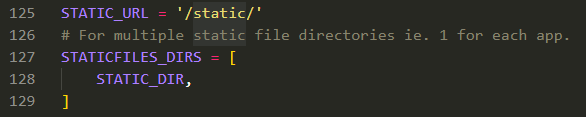 125 STATIC_URL = '/static/'
126 # For multiple static file directories ie. 1 for each app.
127 STATICFILES_DIRS = [
128     STATIC_DIR,
129 ]